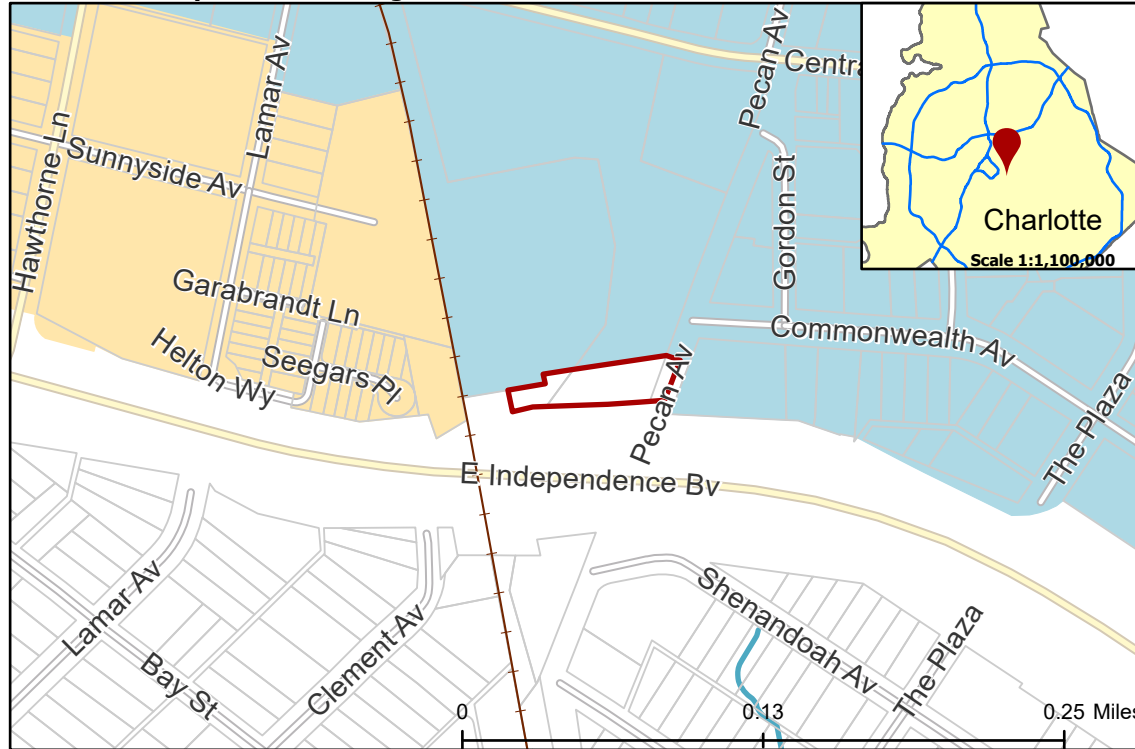 Hawthorne Ln
Sunnyside Av
Lamar Av
Garabrandt Ln
Helton Wy
Seegars Pl
Pecan Av
Gordon St
Commonwealth Av
Pecan Av
The Plaza
E Independence Bv
Charlotte
Scale 1:1,100,000
Lamar Av
Bay St
Clement Av
Shenandoah Av
The Plaza
0
0.13
0.25 Miles